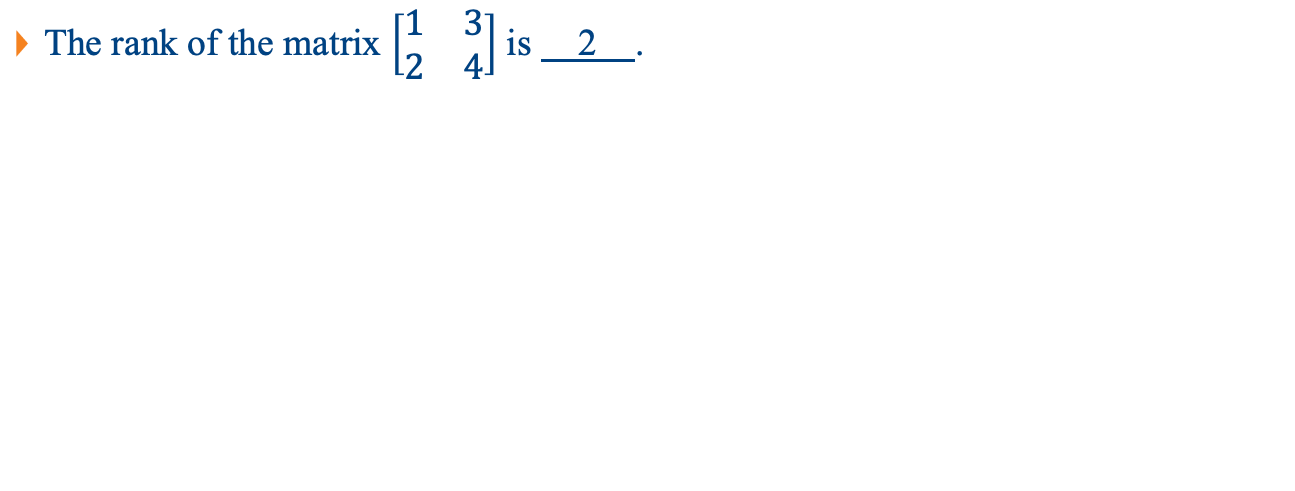 The rank of the matrix [1 3
2 4] is 2.